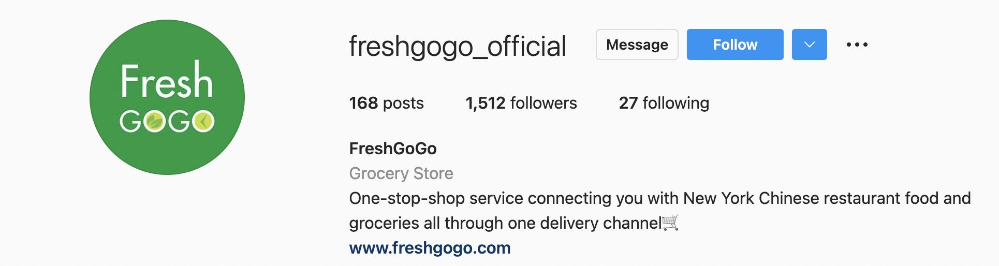 Fresh
GOGO
freshgogo_official
Message
Follow
168 posts
1,512 followers
27 following
FreshGoGo
Grocery Store
One-stop-shop service connecting you with New York Chinese restaurant food and
groceries all through one delivery channel🛒
www.freshgogo.com